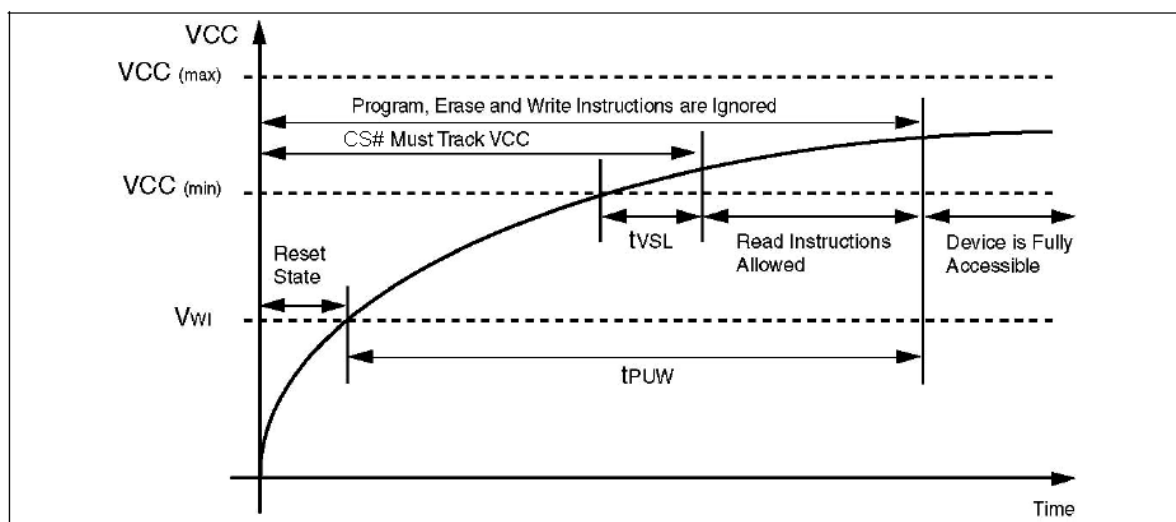 VCC
VCC (max)
Program, Erase and Write Instructions are Ignored
CS# Must Track VCC
VCC (min)
tVSL
Read Instructions
Allowed
Device is Fully
Accessible
Reset
State
VWI
tPUW
Time